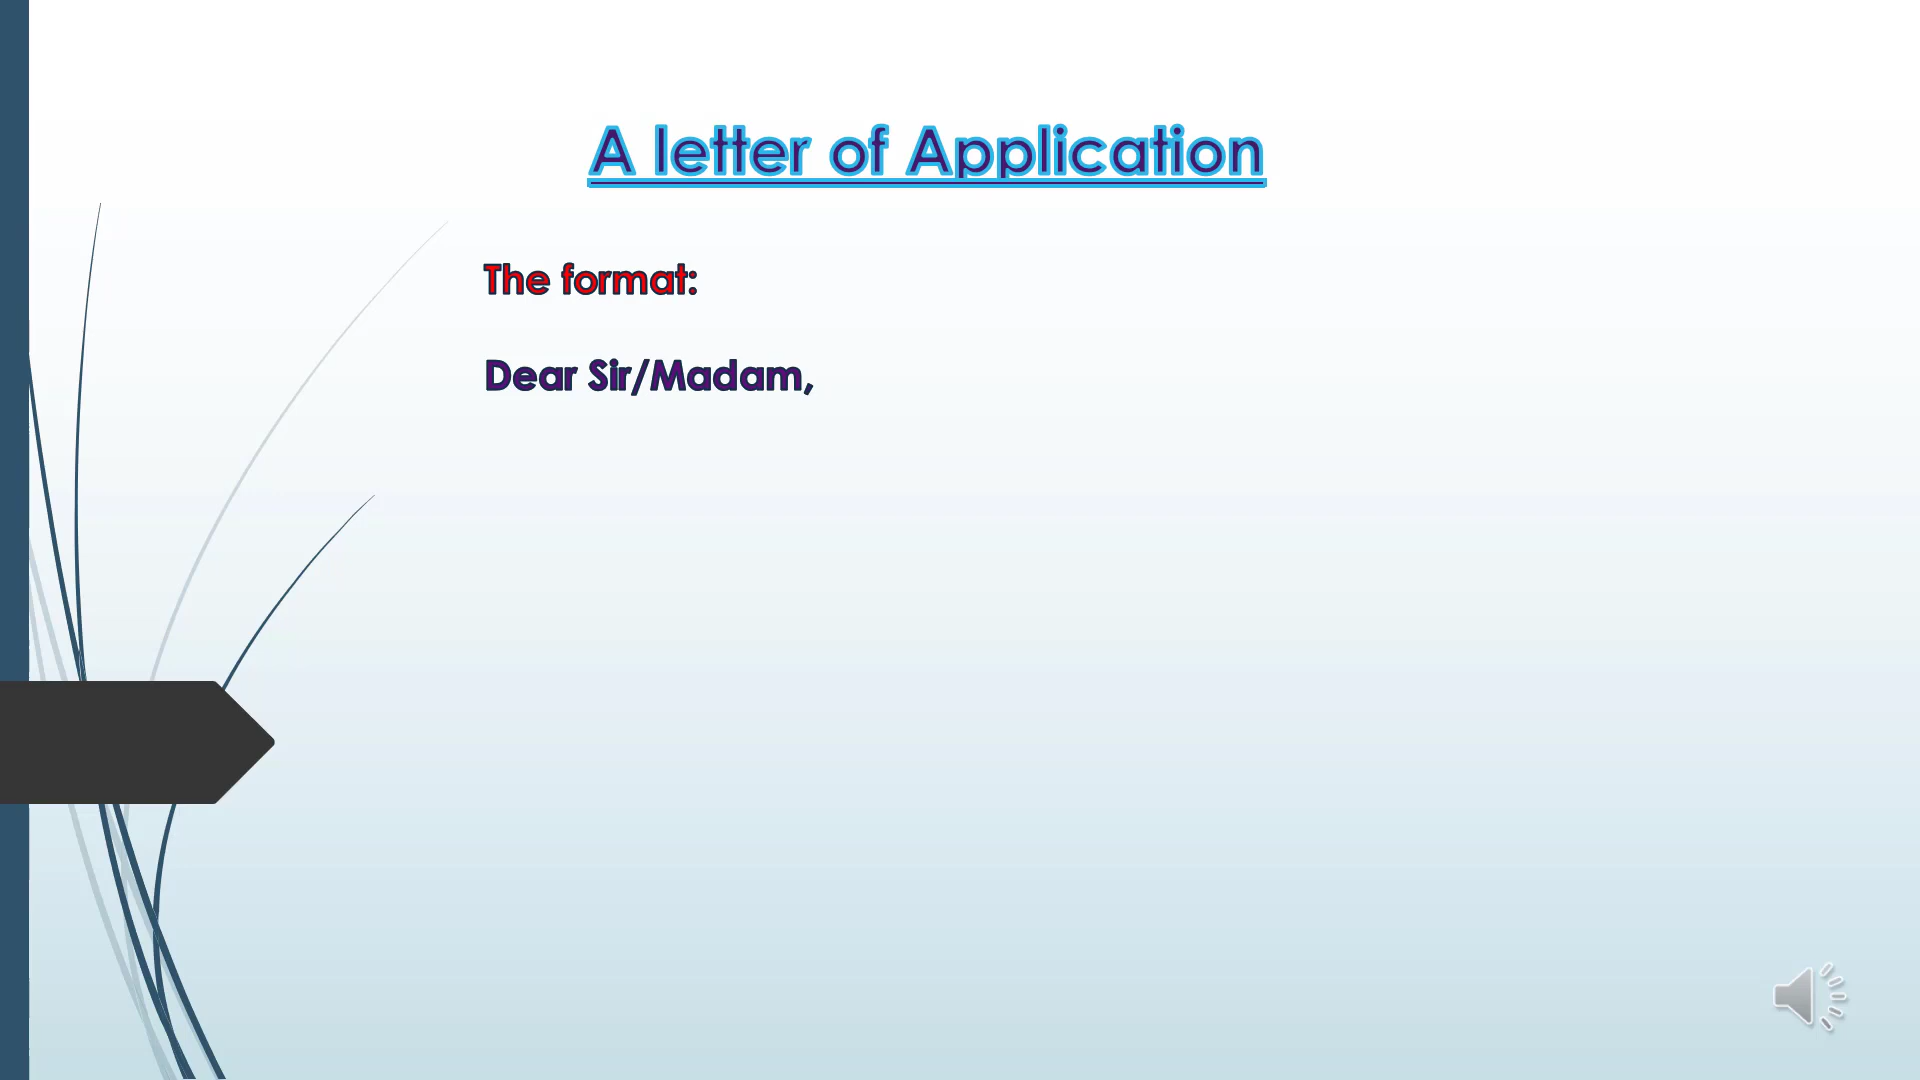 A letter of Application
The format:
Dear Sir/Madam,